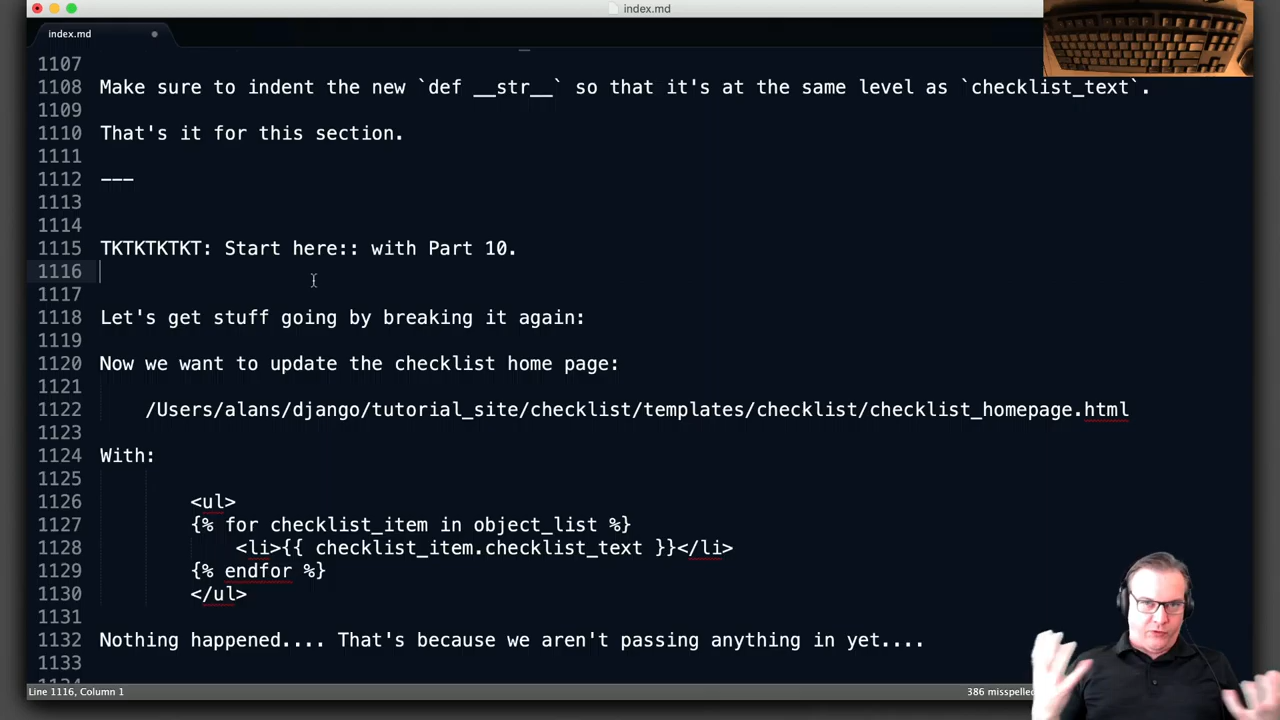 index.md
index.md
1107
1108 Make sure to indent the new `def __str__` so that it's at the same level as `checklist_text`.
1109
1110 That's it for this section.
1111
1112 ---
1113
1114
1115 TKTKTKTKT: Start here:: with Part 10.
1116
1117
1118 Let's get stuff going by breaking it again:
1119
1120 Now we want to update the checklist home page:
1121
1122 /Users/alans/django/tutorial_site/checklist/templates/checklist/checklist_homepage.html
1123
1124 With:
1125
1126 <ul>
1127 {% for checklist_item in object_list %}
1128 <li>{{ checklist_item.checklist_text }}</li>
1129 {% endfor %}
1130 </ul>
1131
1132 Nothing happened.... That's because we aren't passing anything in yet....
1133
Line 1116, Column 1
386 misspelle